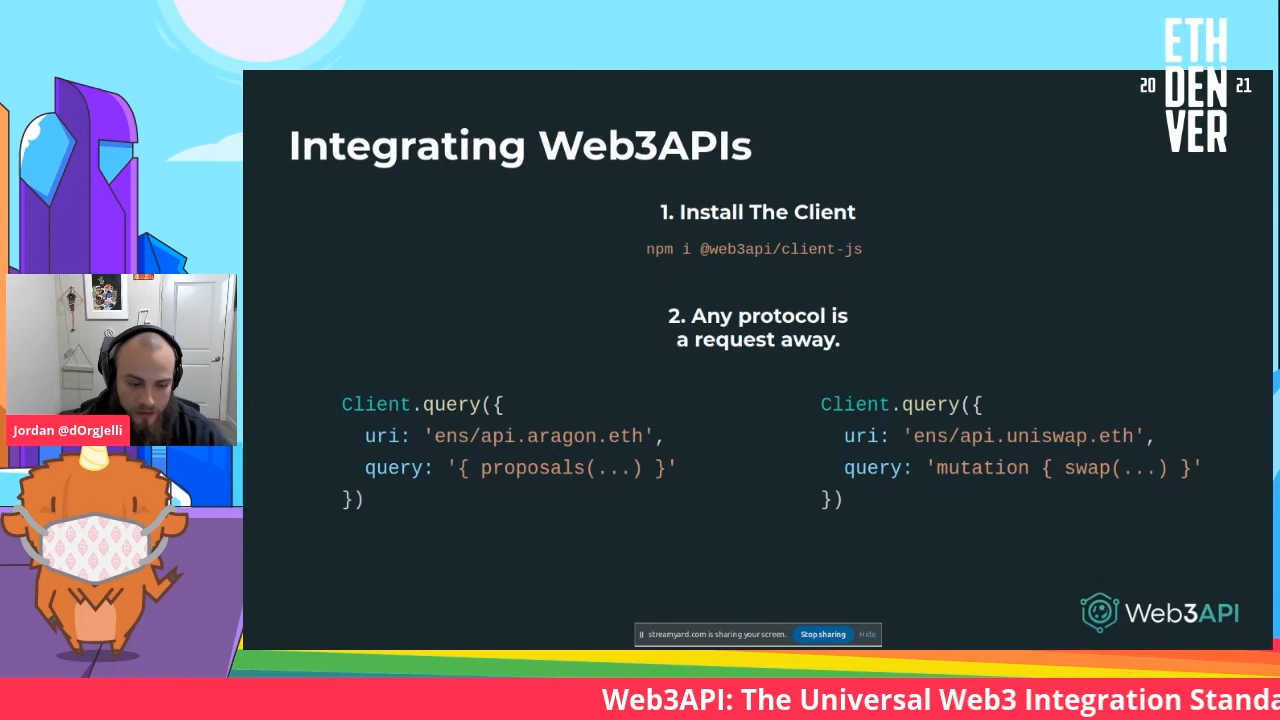 ETH
20 DEN 21
VER
Integrating Web3APIs
1. Install The Client
npm i @web3api/client-js
2. Any protocol is
a request away.
Client.query({
uri: 'ens/api.aragon.eth',
query: '{ proposals(...) }'
})
Client.query({
uri: 'ens/api.uniswap.eth',
query: 'mutation { swap(...) }'
})
Jordan @dOrgJelli
Web3API
streamyard.com is sharing your screen. Stop sharing Hide
Web3API: The Universal Web3 Integration Standa